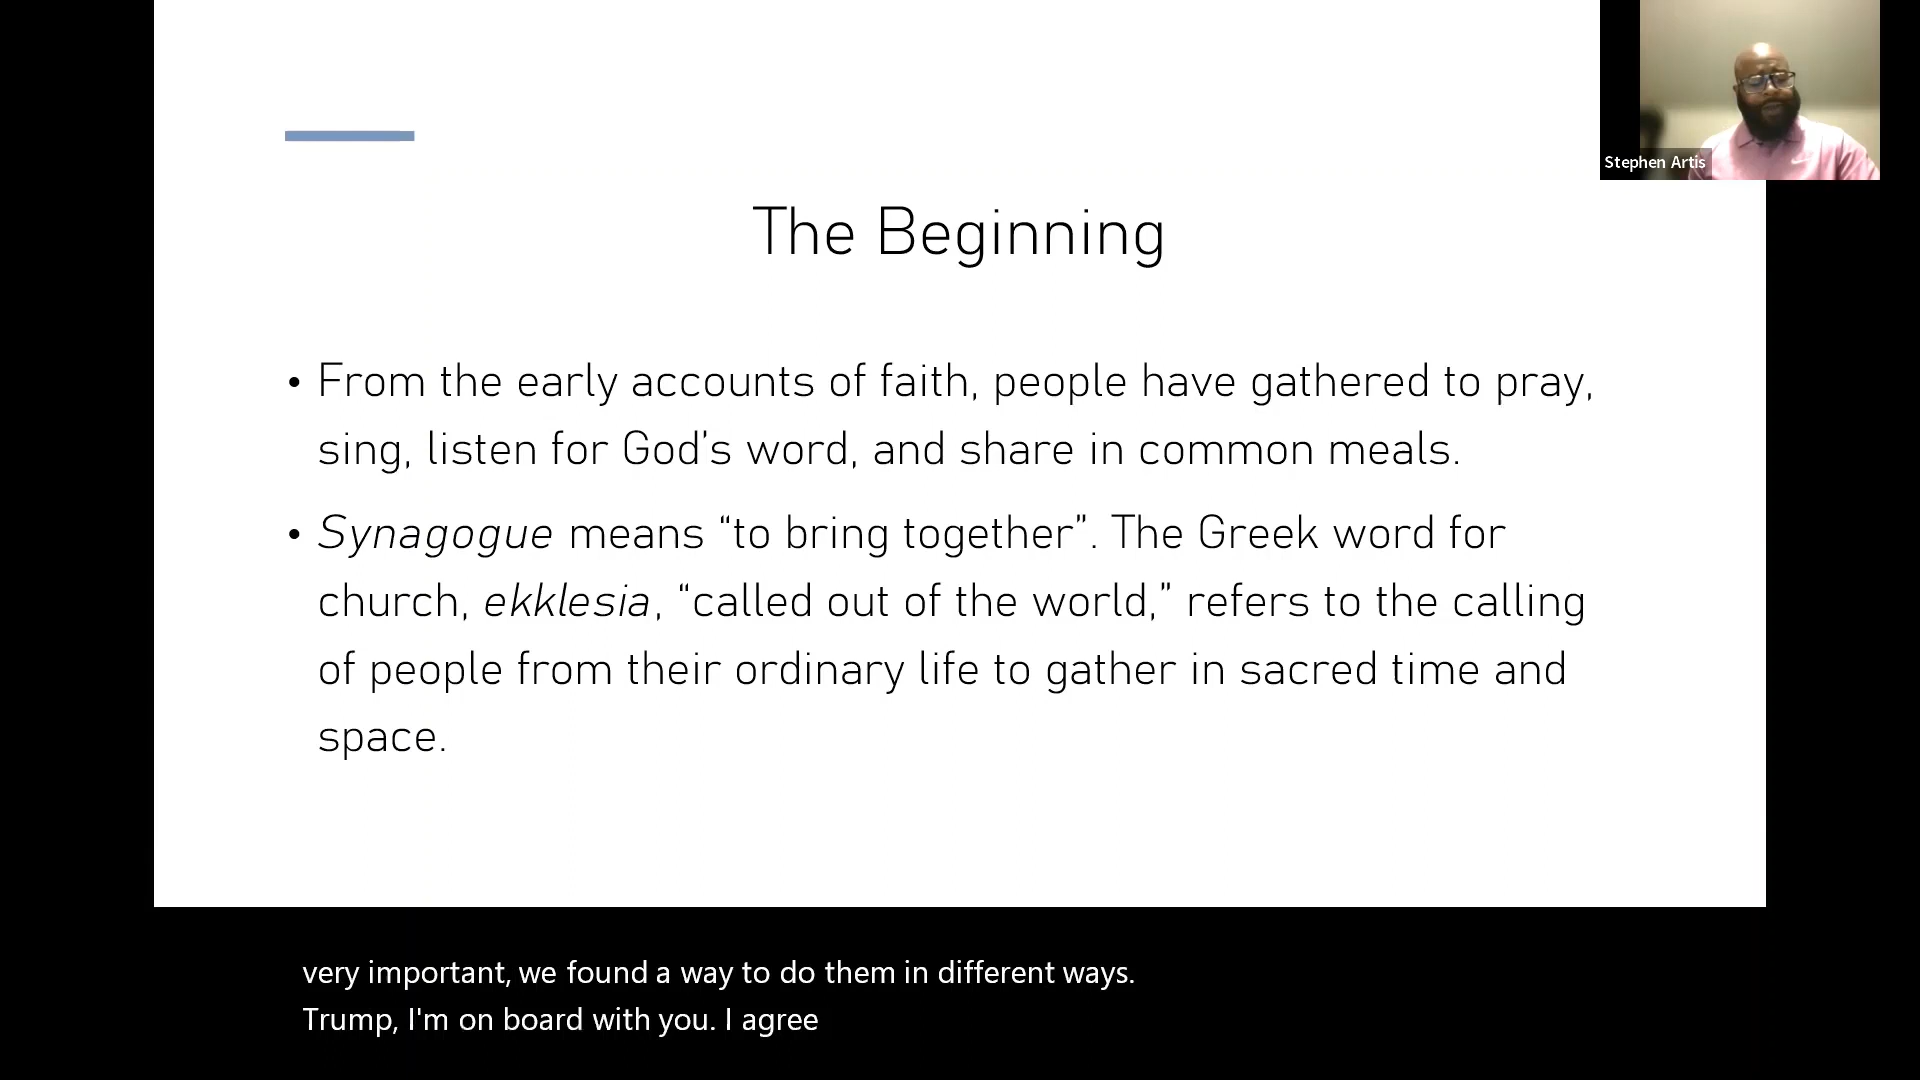 Stephen Artis
The Beginning
• From the early accounts of faith, people have gathered to pray,
sing, listen for God’s word, and share in common meals.
• Synagogue means “to bring together”. The Greek word for
church, ekklesia, “called out of the world,” refers to the calling
of people from their ordinary life to gather in sacred time and
space.
very important, we found a way to do them in different ways.
Trump, I'm on board with you. I agree